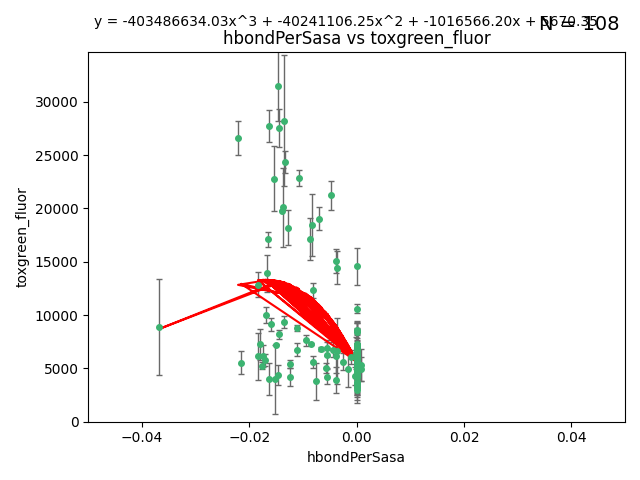 y = -403486634.03x^3 + -40241106.25x^2 + -1016566.20x + 5670.35
N = 108
hbondPerSasa vs toxgreen_fluor
30000
25000
20000
15000
10000
5000
0
toxgreen_fluor
−0.04
−0.02
0.00
0.02
0.04
hbondPerSasa